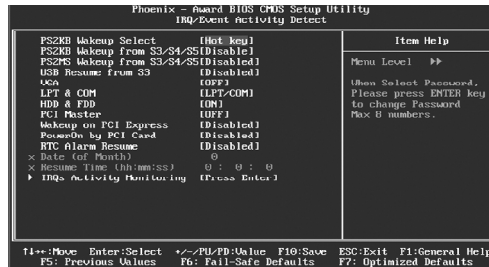 Phoenix - Award BIOS CMOS Setup Utility
IRQ/Event Activity Detect
PS2KB Wakeup Select [Hot key]
PS2KB Wakeup from S3/S4/S5[Disable]
PS2MS Wakeup from S3/S4/S5[Disabled]
USB Resume from S3 [Disabled]
VGA [OFF]
LPT & COM [LPT/COM]
HDD & FDD [ON]
PCI Master [OFF]
Wakeup on PCI Express [Disabled]
PowerOn by PCI Card [Disabled]
RTC Alarm Resume [Disabled]
x Date (of Month) 0
x Resume Time (hh:mm:ss) 0 : 0 : 0
▶ IRQs Activity Monitoring [Press Enter]
Item Help
Menu Level ▶▶
When Select Password,
Please press ENTER key
to change Password
Max 8 numbers.
↑↓→←:Move Enter:Select +/-/PU/PD:Value F10:Save ESC:Exit F1:General Help
F5: Previous Values F6: Fail-Safe Defaults F7: Optimized Defaults